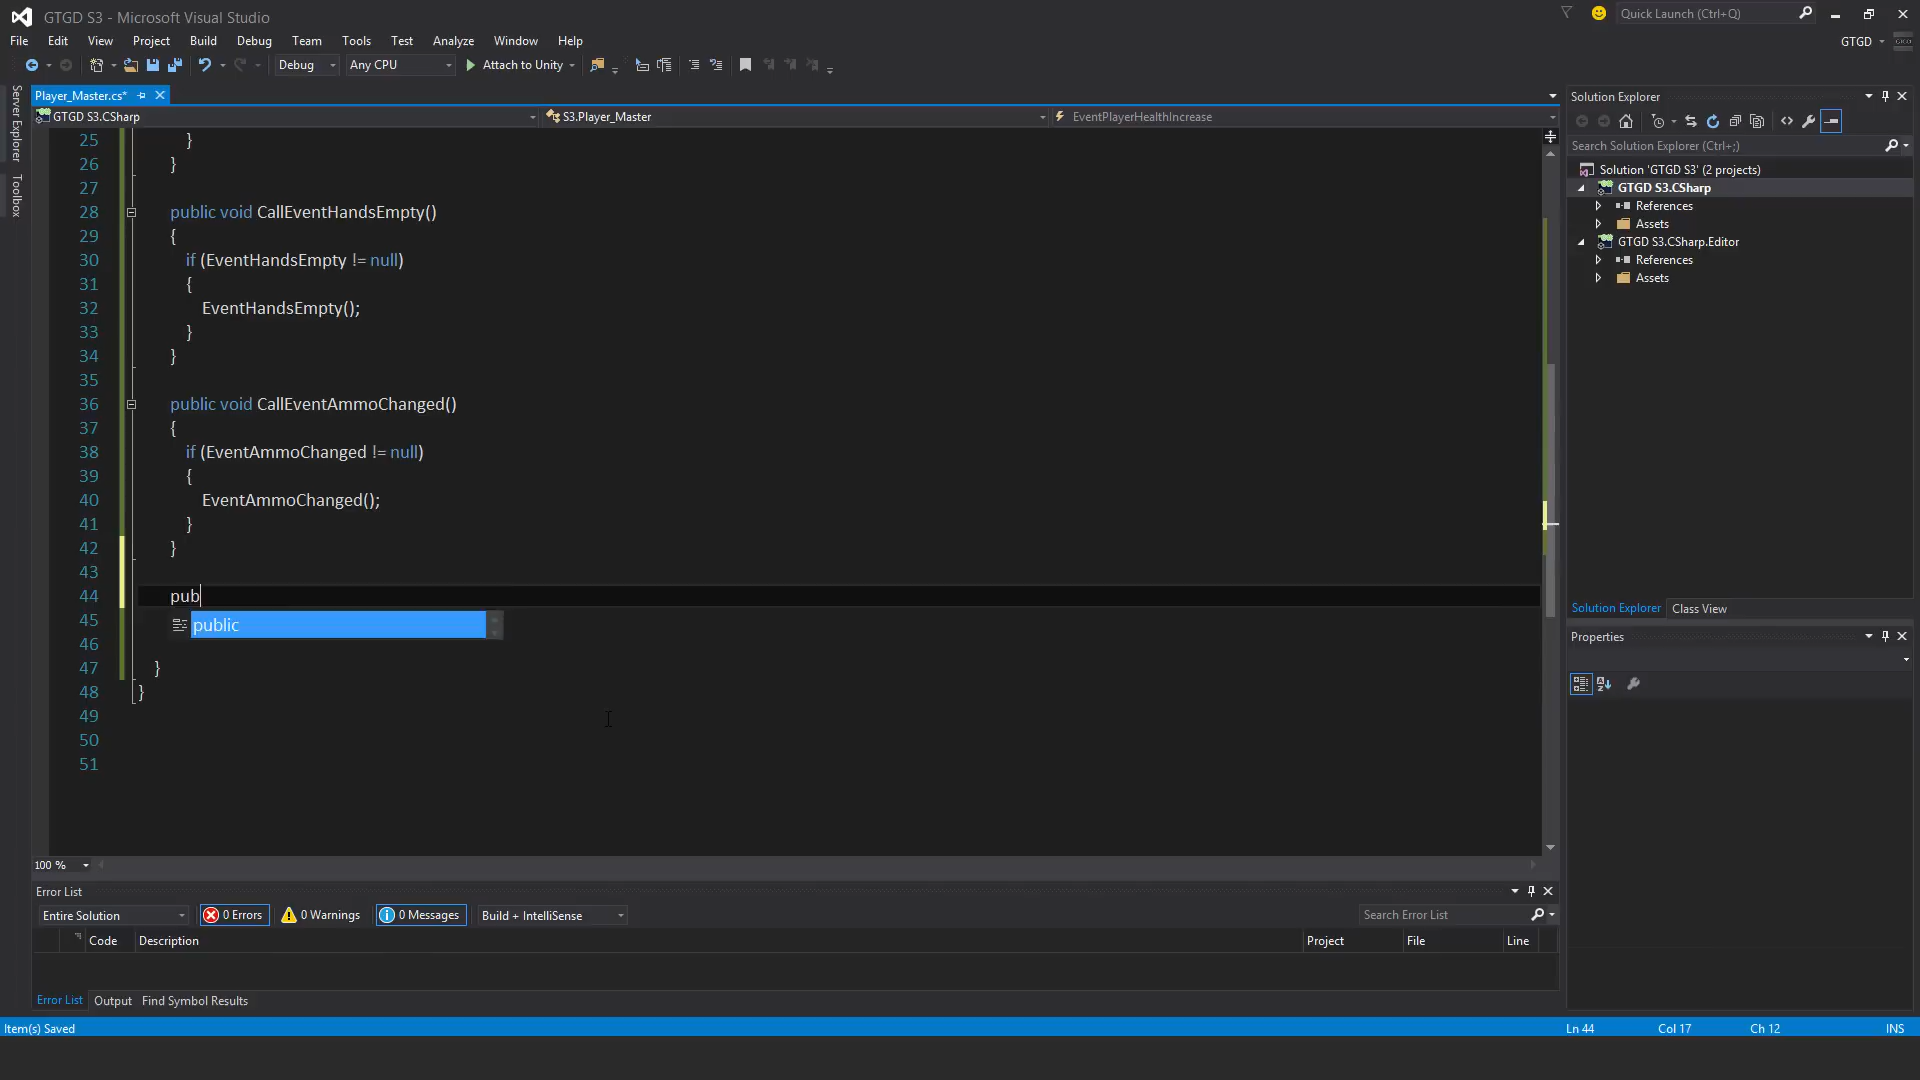 GTGD S3 - Microsoft Visual Studio
Quick Launch (Ctrl+Q)
File Edit View Project Build Debug Team Tools Test Analyze Window Help
GTGD
Debug Any CPU Attach to Unity
Server Explorer
Toolbox
Player_Master.cs*
GTGD S3.CSharp S3.Player_Master EventPlayerHealthIncrease
25 }
26 }
27
28 public void CallEventHandsEmpty()
29 {
30 if (EventHandsEmpty != null)
31 {
32 EventHandsEmpty();
33 }
34 }
35
36 public void CallEventAmmoChanged()
37 {
38 if (EventAmmoChanged != null)
39 {
40 EventAmmoChanged();
41 }
42 }
43
44 pub
45
public
46
47 }
48 }
49
50
51
100 %
Solution Explorer
Search Solution Explorer (Ctrl+;)
Solution 'GTGD S3' (2 projects)
GTGD S3.CSharp
References
Assets
GTGD S3.CSharp.Editor
References
Assets
Solution Explorer Class View
Properties
Error List
Entire Solution 0 Errors 0 Warnings 0 Messages Build + IntelliSense Search Error List
Code Description Project File Line
Error List Output Find Symbol Results
Item(s) Saved Ln 44 Col 17 Ch 12 INS